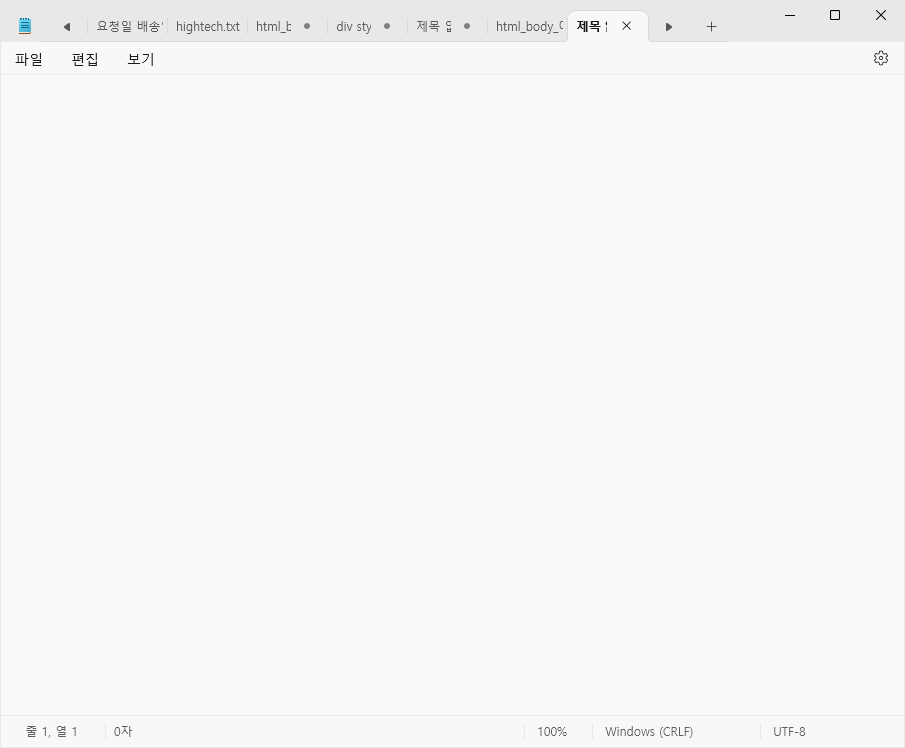 요청일 배송 hightech.txt html_b div sty 제목 html_body_ 제목
파일 편집 보기
줄 1, 열 1 0자 100% Windows (CRLF) UTF-8